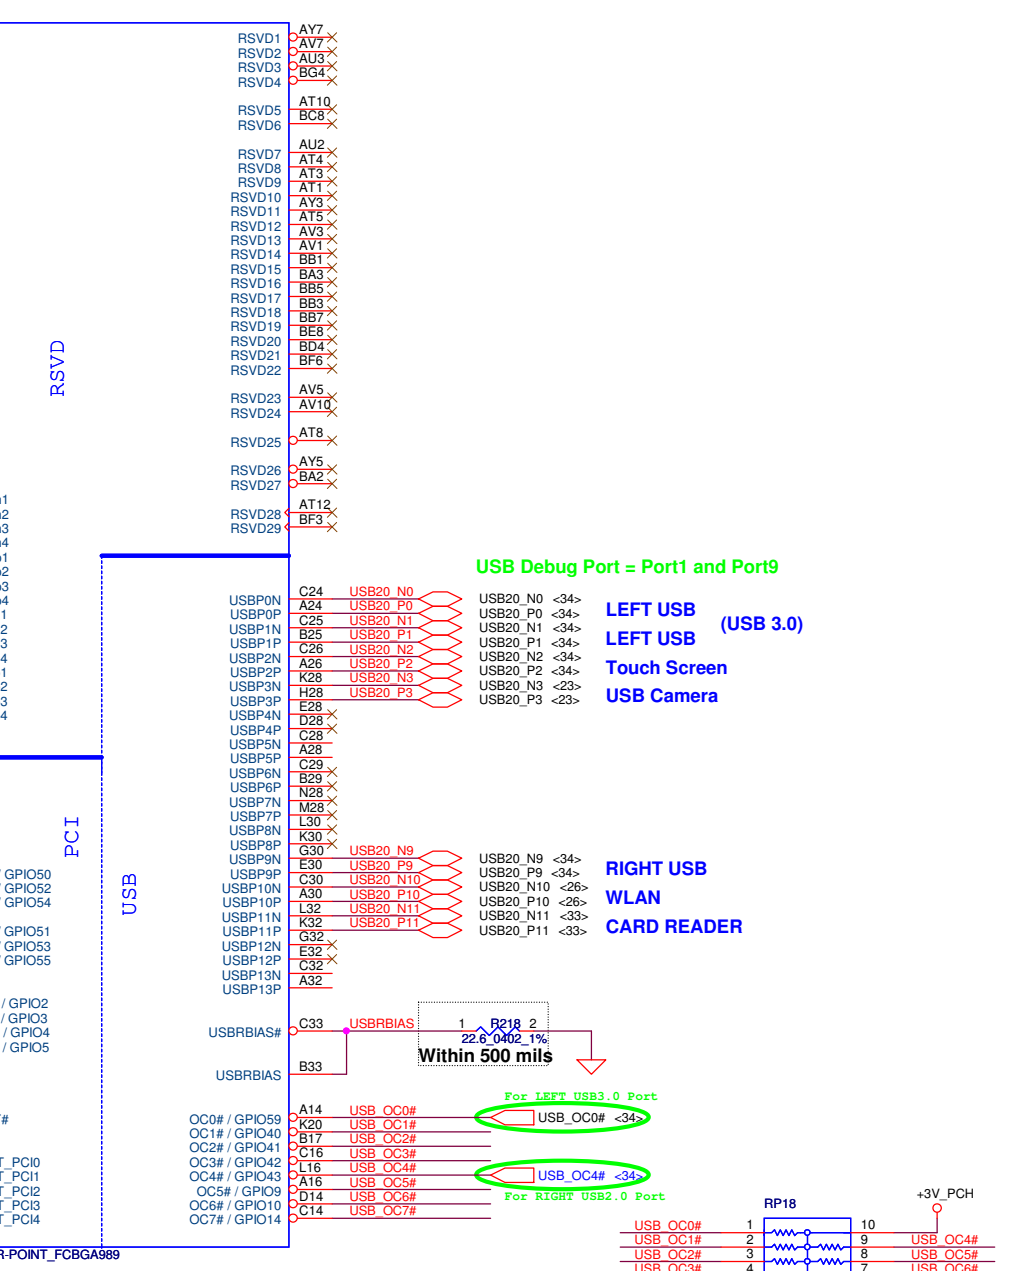 RSVD1 AY7
RSVD2 AV7
RSVD3 AU3
RSVD4 BG4
RSVD5 AT10
RSVD6 BC8
RSVD7 AU2
RSVD8 AT4
RSVD9 AT3
RSVD10 AT1
RSVD11 AY3
RSVD12 AT5
RSVD13 AV3
RSVD14 AV1
RSVD15 BB1
RSVD16 BA3
RSVD17 BB5
RSVD18 BB3
RSVD19 BB7
RSVD20 BE8
RSVD21 BD4
RSVD22 BF6
RSVD
RSVD23 AV5
RSVD24 AV10
RSVD25 AT8
RSVD26 AY5
RSVD27 BA2
RSVD28 AT12
RSVD29 BF3
USB Debug Port = Port1 and Port9
USBP0N C24 USB20_N0 USB20_N0 <34>
USBP0P A24 USB20_P0 USB20_P0 <34> LEFT USB
USBP1N C25 USB20_N1 USB20_N1 <34> (USB 3.0)
USBP1P B25 USB20_P1 USB20_P1 <34> LEFT USB
USBP2N C26 USB20_N2 USB20_N2 <34>
USBP2P A26 USB20_P2 USB20_P2 <34> Touch Screen
USBP3N K28 USB20_N3 USB20_N3 <23>
USBP3P H28 USB20_P3 USB20_P3 <23> USB Camera
USBP4N E28
USBP4P D28
USBP5N C28
USBP5P A28
USBP6N C29
USBP6P B29
USBP7N N28
USBP7P M28
USBP8N L30
USBP8P K30
PCI
USBP9N G30 USB20_N9 USB20_N9 <34>
USBP9P E30 USB20_P9 USB20_P9 <34> RIGHT USB
USBP10N C30 USB20_N10 USB20_N10 <26>
USBP10P A30 USB20_P10 USB20_P10 <26> WLAN
USBP11N L32 USB20_N11 USB20_N11 <33>
USBP11P K32 USB20_P11 USB20_P11 <33> CARD READER
USBP12N G32
USBP12P E32
USBP13N C32
USBP13P A32
USB
/ GPIO50
/ GPIO52
/ GPIO54
/ GPIO51
/ GPIO53
/ GPIO55
/ GPIO2
/ GPIO3
/ GPIO4
/ GPIO5
USBRBIAS# C33 USBRBIAS 1 R218 2
22.6_0402_1%
Within 500 mils
USBRBIAS B33
For LEFT USB3.0 Port
OC0# / GPIO59 A14 USB_OC0# USB_OC0# <34>
OC1# / GPIO40 K20 USB_OC1#
OC2# / GPIO41 B17 USB_OC2#
OC3# / GPIO42 C16 USB_OC3#
OC4# / GPIO43 L16 USB_OC4# USB_OC4# <34>
OC5# / GPIO9 A16 USB_OC5#
For RIGHT USB2.0 Port
OC6# / GPIO10 D14 USB_OC6#
OC7# / GPIO14 C14 USB_OC7#
#
T_PCI0
T_PCI1
T_PCI2
T_PCI3
T_PCI4
R-POINT_FCBGA989
+3V_PCH
RP18
USB_OC0# 1 10
USB_OC1# 2 9 USB_OC4#
USB_OC2# 3 8 USB_OC5#
USB_OC3# 4 7 USB_OC6#